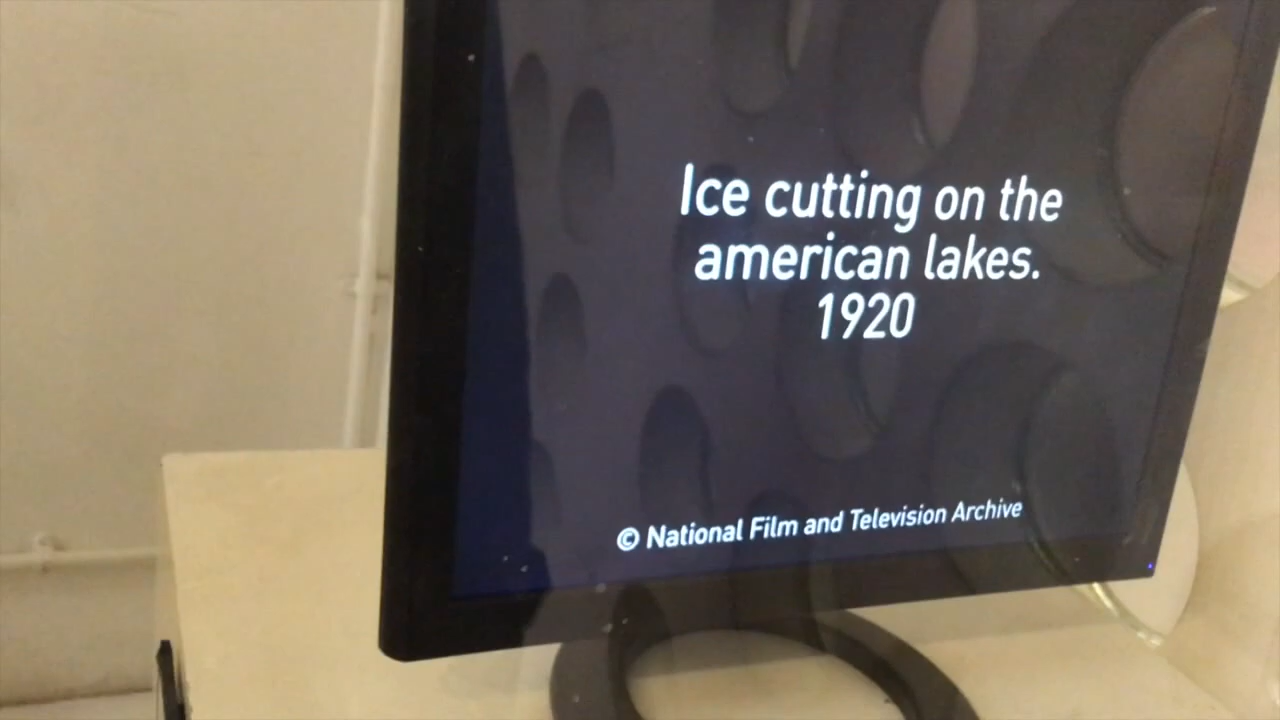 Ice cutting on the
american lakes.
1920
© National Film and Television Archive